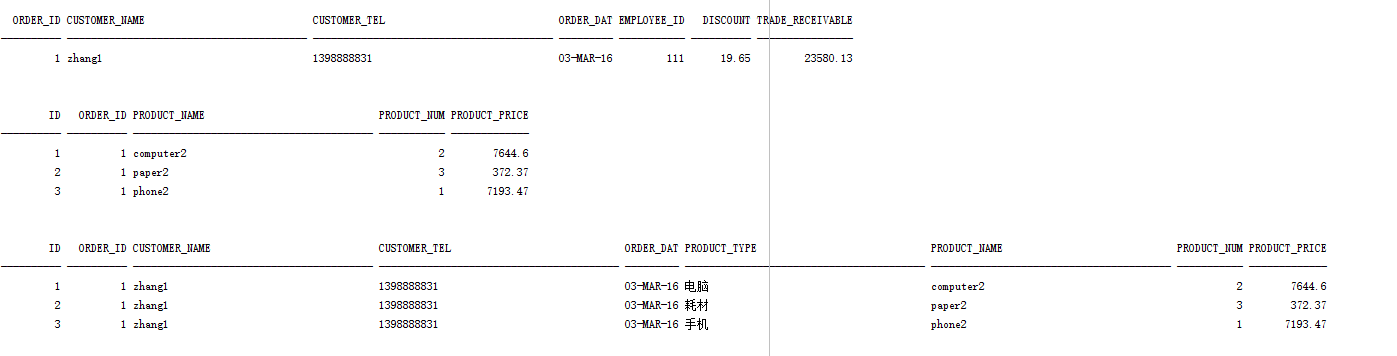 ORDER_ID CUSTOMER_NAME CUSTOMER_TEL ORDER_DAT EMPLOYEE_ID DISCOUNT TRADE_RECEIVABLE
1 zhang1 1398888831 03-MAR-16 111 19.65 23580.13
ID ORDER_ID PRODUCT_NAME PRODUCT_NUM PRODUCT_PRICE
1 1 computer2 2 7644.6
2 1 paper2 3 372.37
3 1 phone2 1 7193.47
ID ORDER_ID CUSTOMER_NAME CUSTOMER_TEL ORDER_DAT PRODUCT_TYPE PRODUCT_NAME PRODUCT_NUM PRODUCT_PRICE
1 1 zhang1 1398888831 03-MAR-16 电脑 computer2 2 7644.6
2 1 zhang1 1398888831 03-MAR-16 耗材 paper2 3 372.37
3 1 zhang1 1398888831 03-MAR-16 手机 phone2 1 7193.47